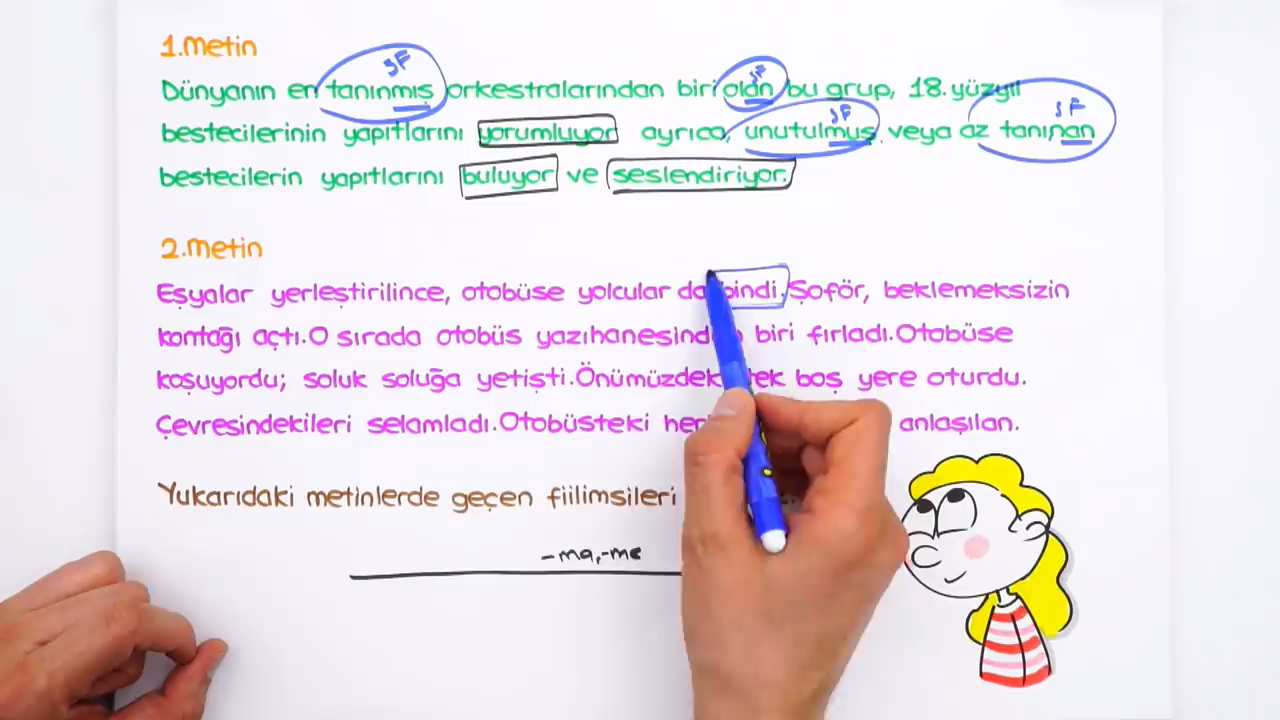 1.Metin
SF SF
Dünyanın en tanınmış orkestralarından biri olan bu grup, 18.yüzyıl
SF SF
bestecilerinin yapıtlarını yorumluyor ayrıca, unutulmuş veya az tanınan
bestecilerin yapıtlarını buluyor ve seslendiriyor.
2.Metin
Eşyalar yerleştirilince, otobüse yolcular da bindi. Şoför, beklemeksizin
kontağı açtı.O sırada otobüs yazıhanesinden biri fırladı.Otobüse
koşuyordu; soluk soluğa yetişti.Önümüzdeki tek boş yere oturdu.
Çevresindekileri selamladı.Otobüsteki anlaşılan.
Yukarıdaki metinlerde geçen fiilimsileri
-ma,-me